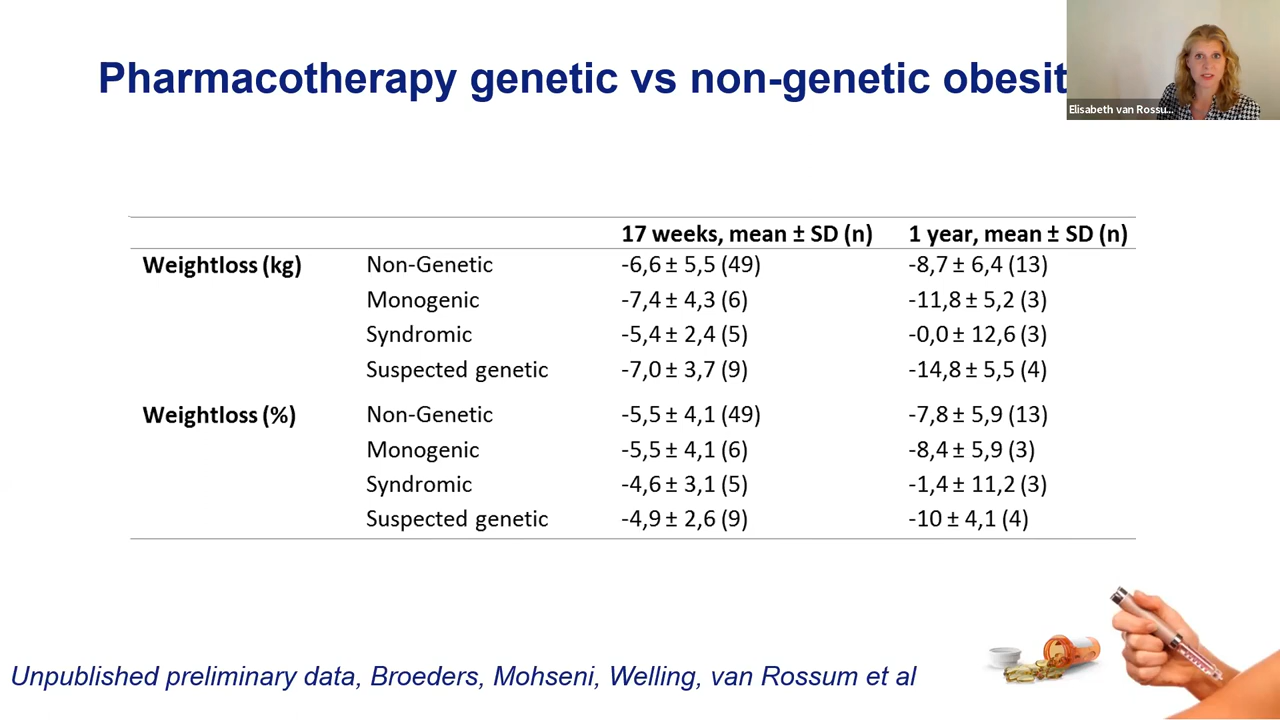 Pharmacotherapy genetic vs non-genetic obesit
Elisabeth van Rossu...
17 weeks, mean ± SD (n) 1 year, mean ± SD (n)
Weightloss (kg) Non-Genetic -6,6 ± 5,5 (49) -8,7 ± 6,4 (13)
Monogenic -7,4 ± 4,3 (6) -11,8 ± 5,2 (3)
Syndromic -5,4 ± 2,4 (5) -0,0 ± 12,6 (3)
Suspected genetic -7,0 ± 3,7 (9) -14,8 ± 5,5 (4)
Weightloss (%) Non-Genetic -5,5 ± 4,1 (49) -7,8 ± 5,9 (13)
Monogenic -5,5 ± 4,1 (6) -8,4 ± 5,9 (3)
Syndromic -4,6 ± 3,1 (5) -1,4 ± 11,2 (3)
Suspected genetic -4,9 ± 2,6 (9) -10 ± 4,1 (4)
Unpublished preliminary data, Broeders, Mohseni, Welling, van Rossum et al